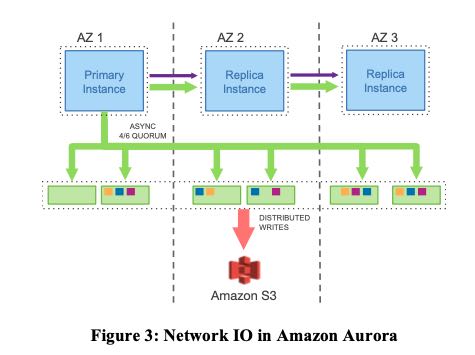 AZ 1 AZ 2 AZ 3
Primary Instance
Replica Instance
Replica Instance
ASYNC
4/6 QUORUM
DISTRIBUTED
WRITES
Amazon S3
Figure 3: Network IO in Amazon Aurora